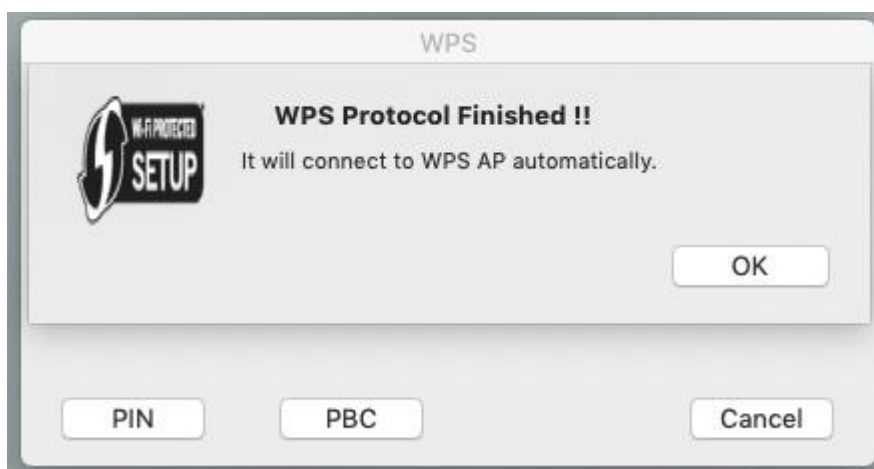 WPS
WPS Protocol Finished !!
Wi-Fi PROTECTED
SETUP
It will connect to WPS AP automatically.
OK
PIN
PBC
Cancel